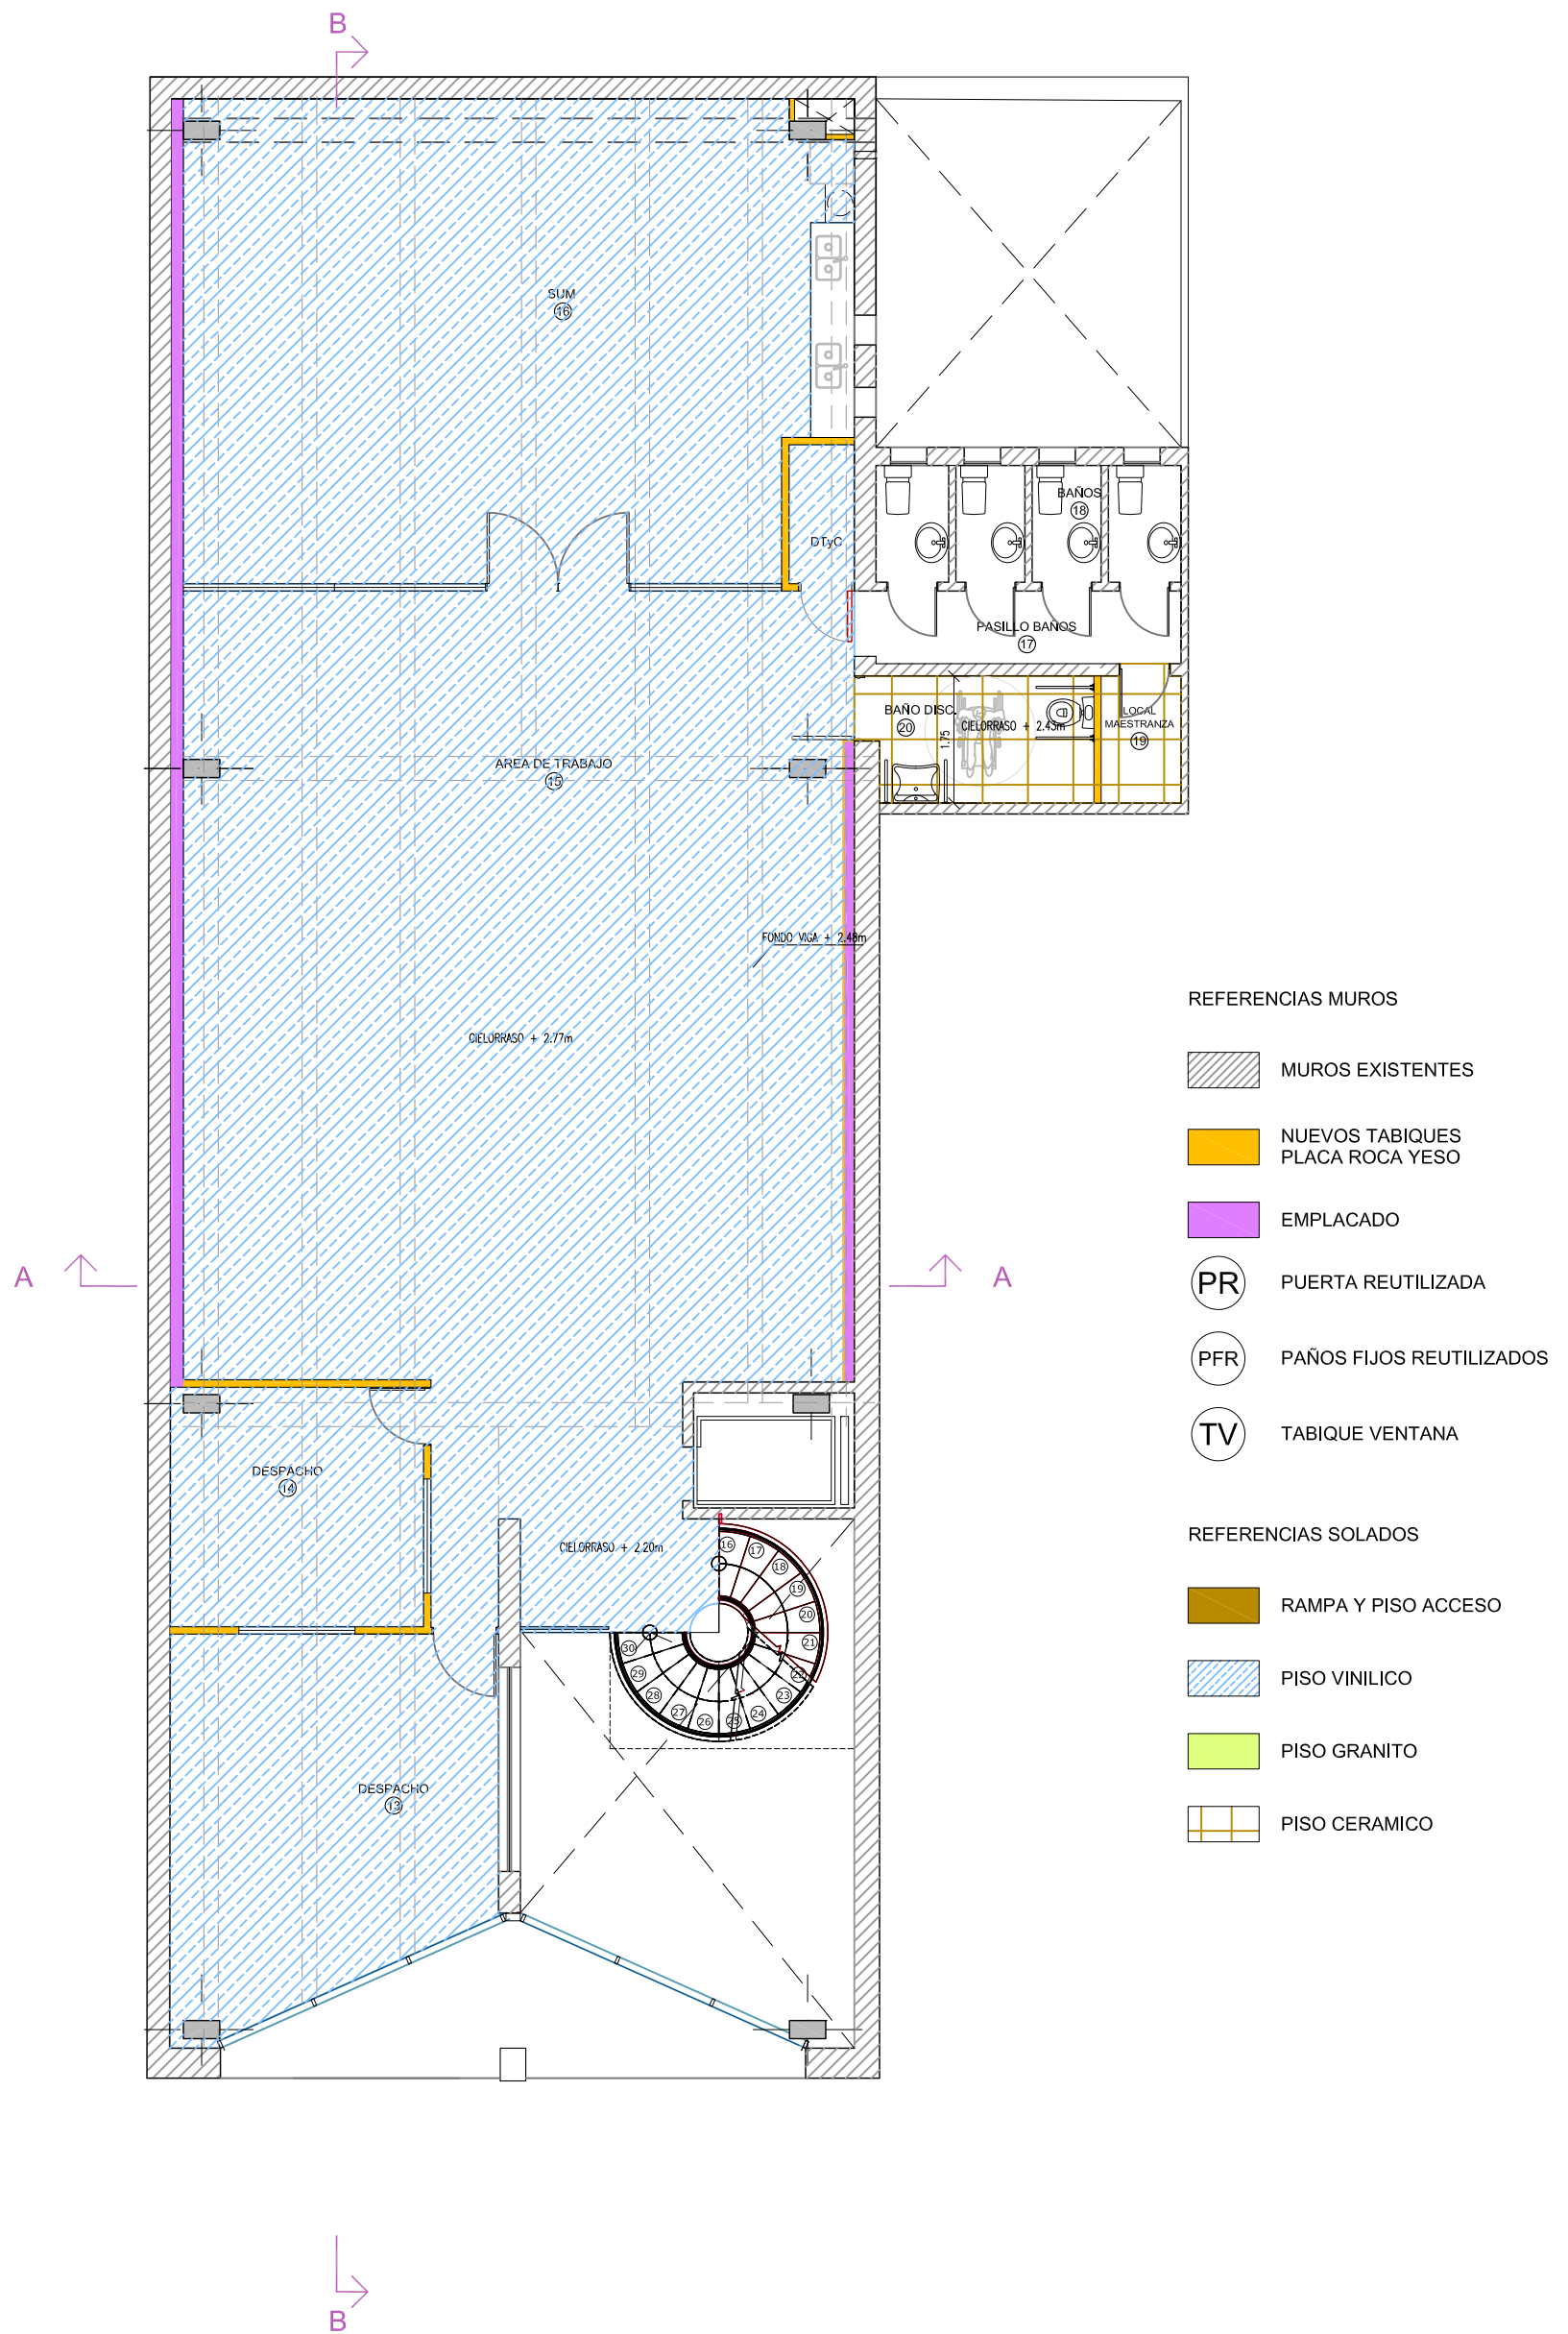 B
SUM
16
DTyC
BAÑOS
18
PASILLO BAÑOS
17
BAÑO DISC.
20
CIELORRASO + 2.43m
1.75
LOCAL
MAESTRANZA
19
AREA DE TRABAJO
15
FONDO VIGA + 2.48m
CIELORRASO + 2.77m
A
A
DESPACHO
14
CIELORRASO + 2.20m
16
17
18
19
20
21
22
23
24
25
26
27
28
29
30
DESPACHO
13
B
REFERENCIAS MUROS
MUROS EXISTENTES
NUEVOS TABIQUES
PLACA ROCA YESO
EMPLACADO
PR PUERTA REUTILIZADA
PFR PAÑOS FIJOS REUTILIZADOS
TV TABIQUE VENTANA
REFERENCIAS SOLADOS
RAMPA Y PISO ACCESO
PISO VINILICO
PISO GRANITO
PISO CERAMICO